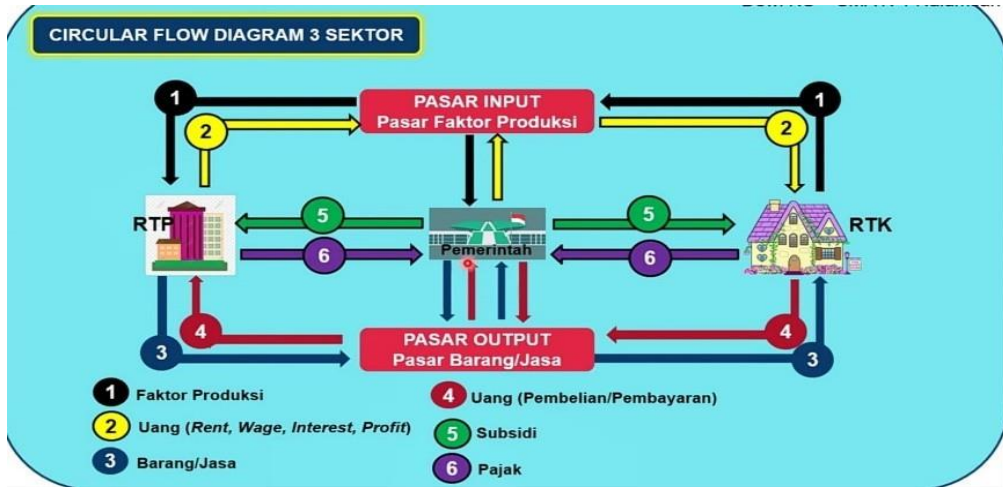 CIRCULAR FLOW DIAGRAM 3 SEKTOR
1
PASAR INPUT
Pasar Faktor Produksi
1
2
2
RTP
5
Pemerintah
5
RTK
6
6
4
PASAR OUTPUT
Pasar Barang/Jasa
4
3
3
1 Faktor Produksi
2 Uang (Rent, Wage, Interest, Profit)
3 Barang/Jasa
4 Uang (Pembelian/Pembayaran)
5 Subsidi
6 Pajak